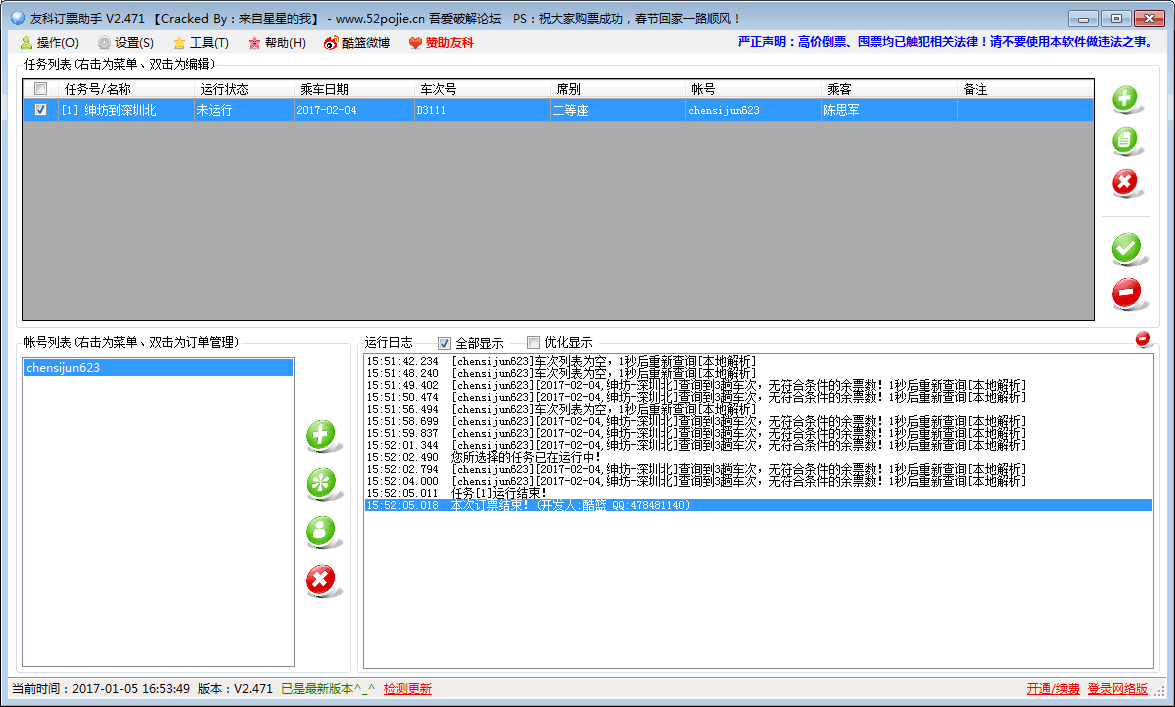 友科订票助手 V2.471 【Cracked By：来自星星的我】 - www.52pojie.cn 吾爱破解论坛 PS：祝大家购票成功，春节回家一路顺风！
操作(O) 设置(S) 工具(T) 帮助(H) 酷篮微博 赞助友科 严正声明：高价倒票、囤票均已触犯相关法律！请不要使用本软件做违法之事。
任务列表(右击为菜单、双击为编辑)
任务号/名称 运行状态 乘车日期 车次号 席别 帐号 乘客 备注
[1] 绅坊到深圳北 未运行 2017-02-04 D3111 二等座 chensijun623 陈思军
帐号列表(右击为菜单、双击为订单管理)
chensijun623
运行日志 全部显示 优化显示
15:51:42.234 [chensijun623]车次列表为空，1秒后重新查询[本地解析]
15:51:48.240 [chensijun623]车次列表为空，1秒后重新查询[本地解析]
15:51:49.402 [chensijun623][2017-02-04,绅坊-深圳北]查询到3趟车次，无符合条件的余票数！1秒后重新查询[本地解析]
15:51:50.474 [chensijun623][2017-02-04,绅坊-深圳北]查询到3趟车次，无符合条件的余票数！1秒后重新查询[本地解析]
15:51:56.494 [chensijun623]车次列表为空，1秒后重新查询[本地解析]
15:51:58.699 [chensijun623][2017-02-04,绅坊-深圳北]查询到3趟车次，无符合条件的余票数！1秒后重新查询[本地解析]
15:51:59.837 [chensijun623][2017-02-04,绅坊-深圳北]查询到3趟车次，无符合条件的余票数！1秒后重新查询[本地解析]
15:52:01.344 [chensijun623][2017-02-04,绅坊-深圳北]查询到3趟车次，无符合条件的余票数！1秒后重新查询[本地解析]
15:52:02.490 您所选择的任务已在运行中！
15:52:02.794 [chensijun623][2017-02-04,绅坊-深圳北]查询到3趟车次，无符合条件的余票数！1秒后重新查询[本地解析]
15:52:04.000 [chensijun623][2017-02-04,绅坊-深圳北]查询到3趟车次，无符合条件的余票数！1秒后重新查询[本地解析]
15:52:05.011 任务[1]运行结束！
15:52:05.018 本次订票结束！(开发人:酷篮 QQ:478481140)
当前时间：2017-01-05 16:53:49 版本：V2.471 已是最新版本^_^ 检测更新 开通/续费 登录网络版